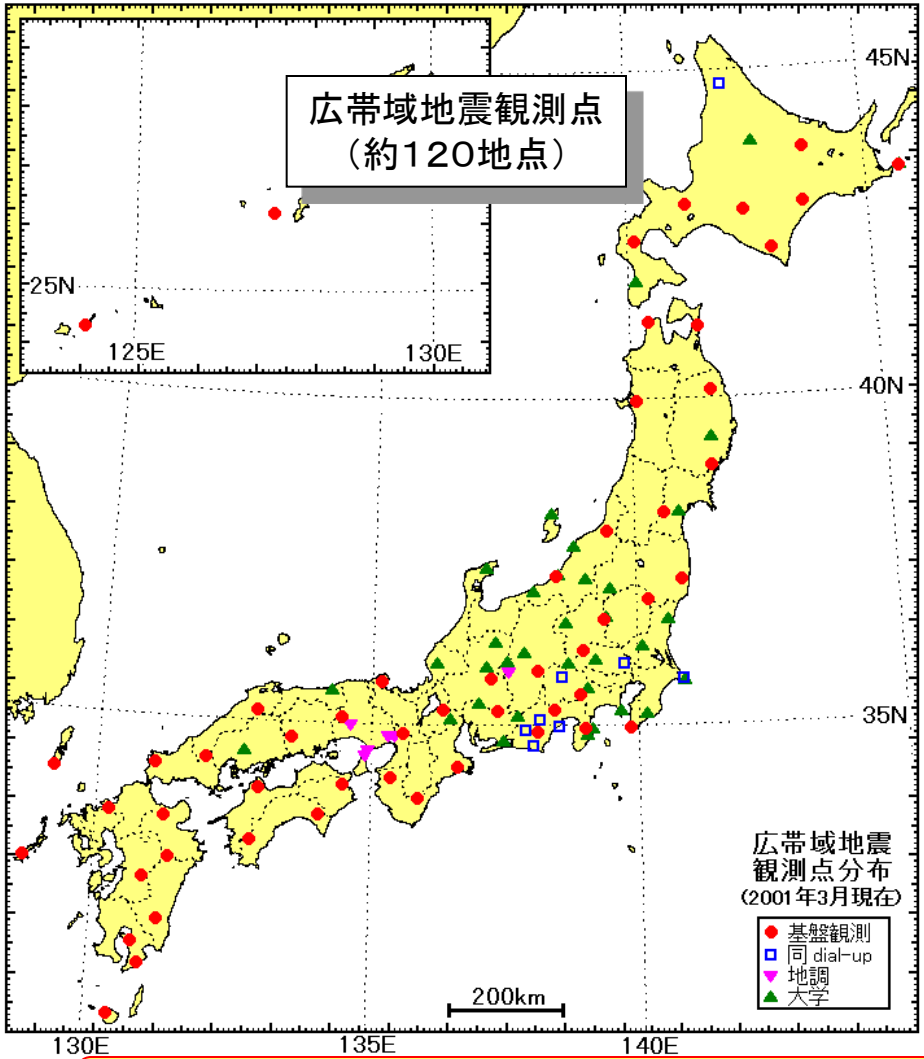 広帯域地震観測点
（約１２０地点）
45N
25N
125E
130E
40N
35N
広帯域地震
観測点分布
(2001年3月現在)
基盤観測
同 dial-up
地調
大学
200km
130E
135E
140E